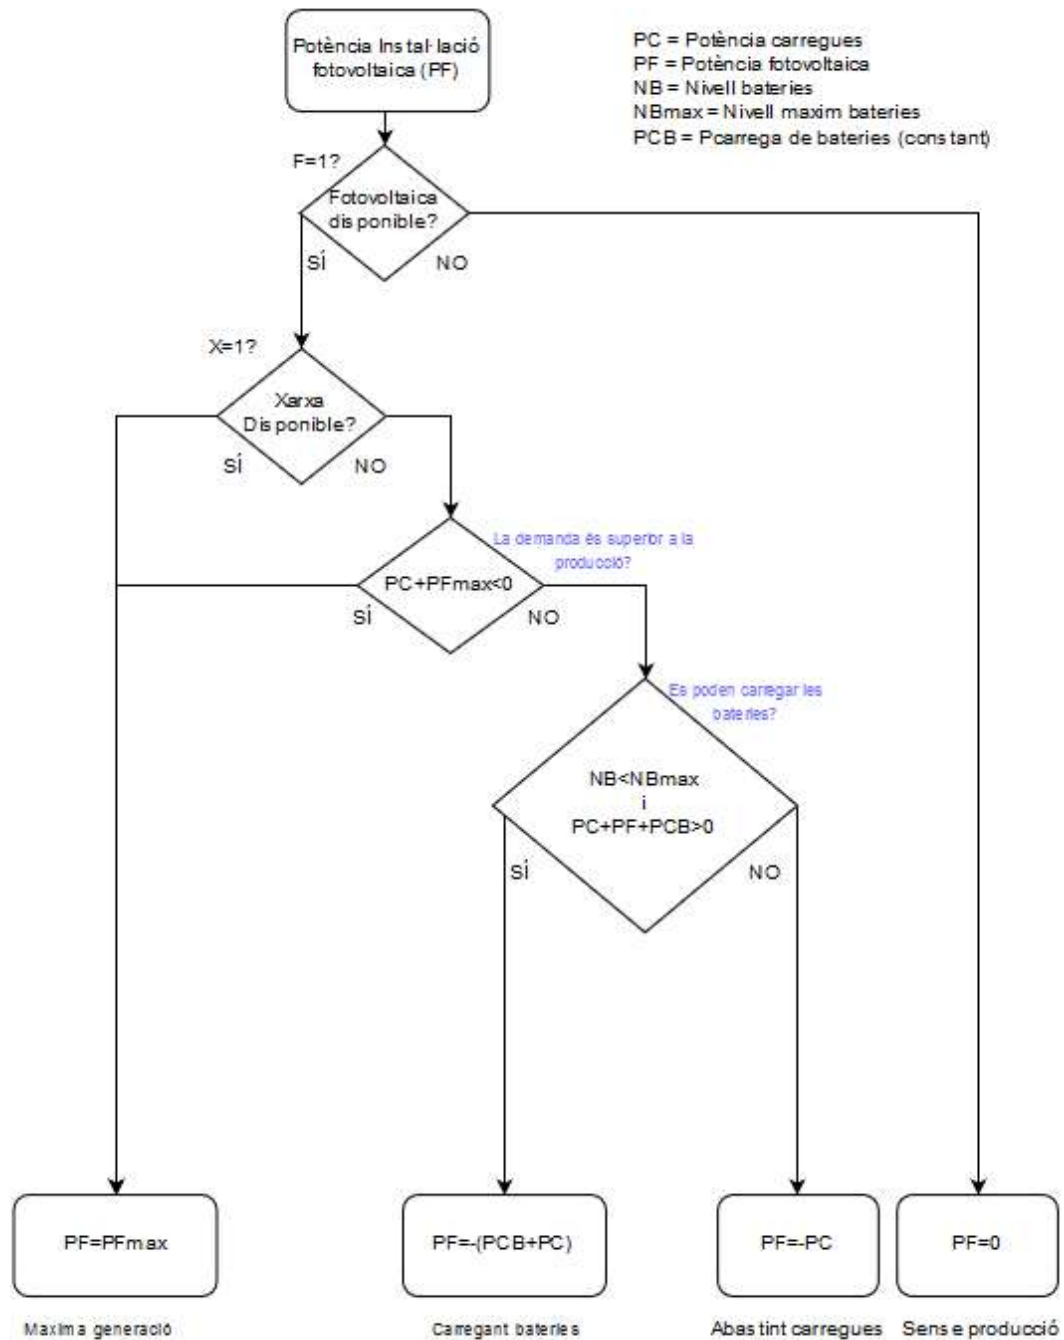 Potència Instal·lació
fotovoltaica (PF)
PC = Potència carregues
PF = Potència fotovoltaica
NB = Nivell bateries
NBmax = Nivell maxim bateries
PCB = Pcarrega de bateries (constant)
F=1?
Fotovoltaica
disponible?
SÍ
NO
X=1?
Xarxa
Disponible?
SÍ
NO
La demanda és superior a la
producció?
PC+PFmax<0
SÍ
NO
Es poden carregar les
bateries?
NB<NBmax
i
PC+PF+PCB>0
SÍ
NO
PF=PFmax
PF=-(PCB+PC)
PF=-PC
PF=0
Maxima generació
Carregant bateries
Abastint carregues
Sense producció